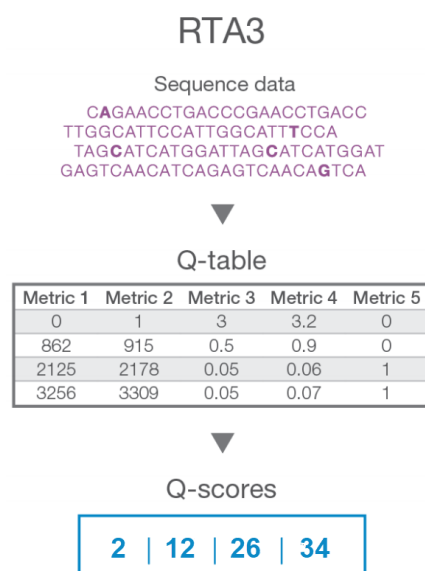 RTA3
Sequence data
CAGAACCTGACCCGAACCTGACC
TTGGCATTCCATTGGCATTTCCA
TAGCATCATGGATTAGCATCATGGAT
GAGTCAACATCAGAGTCAACAGTCA
Q-table
Metric 1 Metric 2 Metric 3 Metric 4 Metric 5
0 1 3 3.2 0
862 915 0.5 0.9 0
2125 2178 0.05 0.06 1
3256 3309 0.05 0.07 1
Q-scores
2 | 12 | 26 | 34